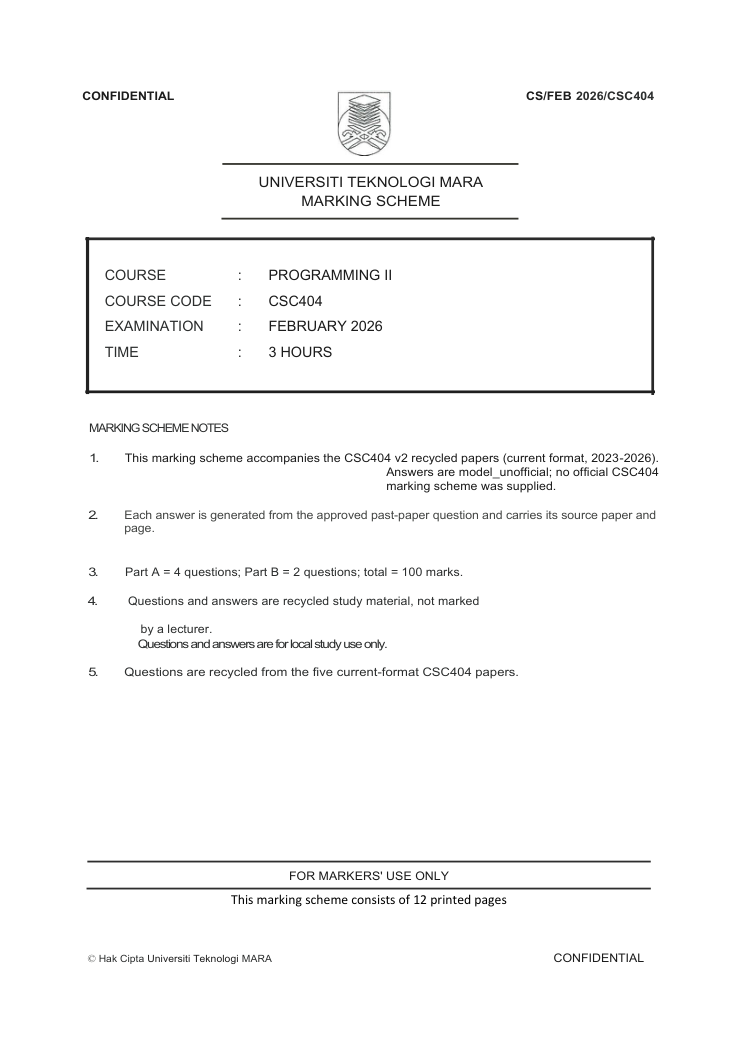 CONFIDENTIAL
CS/FEB 2026/CSC404
UNIVERSITI TEKNOLOGI MARA
MARKING SCHEME
COURSE : PROGRAMMING II
COURSE CODE : CSC404
EXAMINATION : FEBRUARY 2026
TIME : 3 HOURS
MARKING SCHEME NOTES
1. This marking scheme accompanies the CSC404 v2 recycled papers (current format, 2023-2026).
Answers are model_unofficial; no official CSC404
marking scheme was supplied.
2. Each answer is generated from the approved past-paper question and carries its source paper and
page.
3. Part A = 4 questions; Part B = 2 questions; total = 100 marks.
4. Questions and answers are recycled study material, not marked
by a lecturer.
Questions and answers are for local study use only.
5. Questions are recycled from the five current-format CSC404 papers.
FOR MARKERS' USE ONLY
This marking scheme consists of 12 printed pages
© Hak Cipta Universiti Teknologi MARA
CONFIDENTIAL